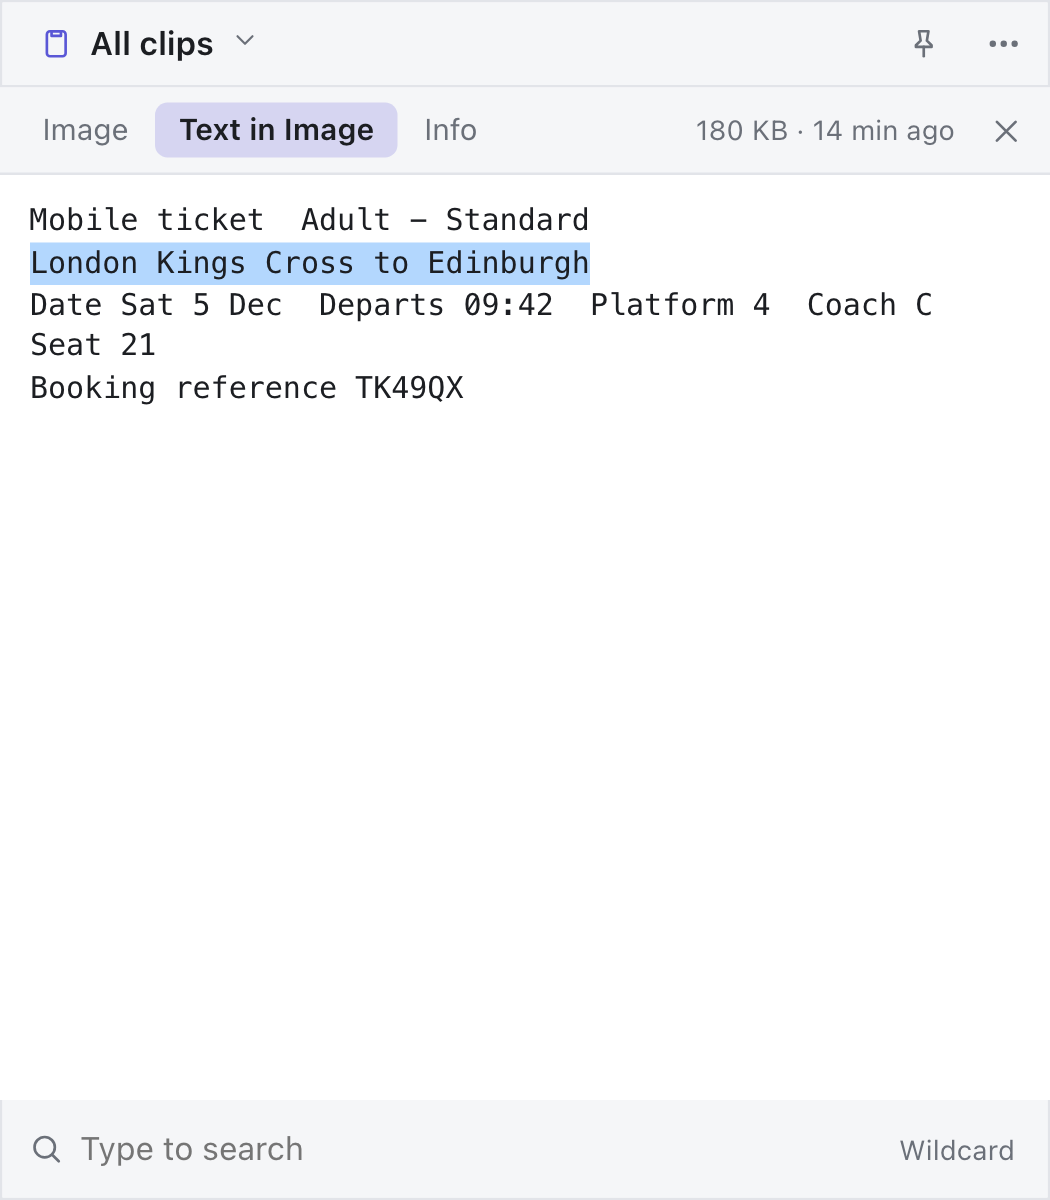 All clips
Image Text in Image Info 180 KB · 14 min ago
Mobile ticket  Adult – Standard
London Kings Cross to Edinburgh
Date Sat 5 Dec  Departs 09:42  Platform 4  Coach C
Seat 21
Booking reference TK49QX
Type to search Wildcard